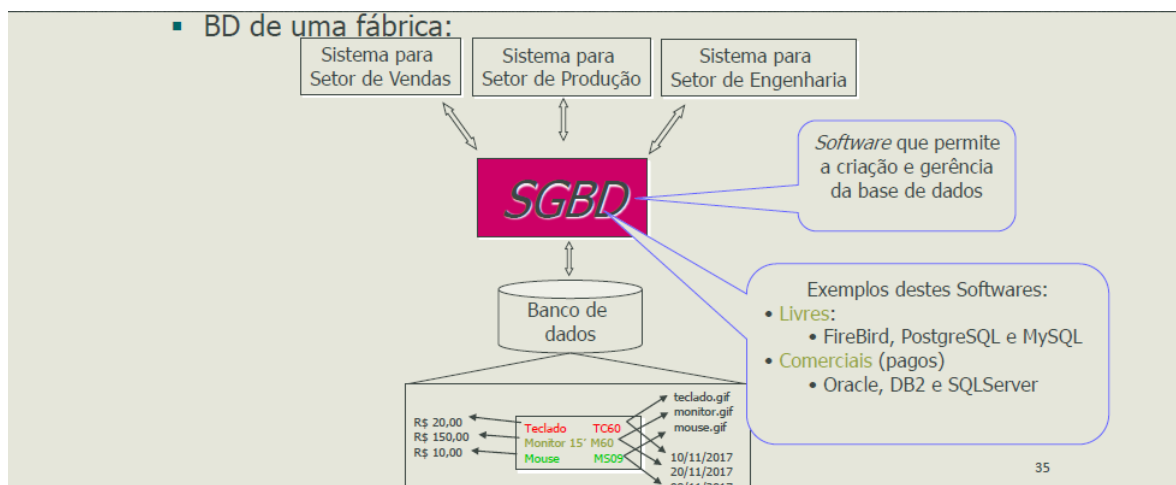 ▪ BD de uma fábrica:
Sistema para
Setor de Vendas
Sistema para
Setor de Produção
Sistema para
Setor de Engenharia
SGBD
Software que permite
a criação e gerência
da base de dados
Banco de
dados
Exemplos destes Softwares:
• Livres:
• FireBird, PostgreSQL e MySQL
• Comerciais (pagos)
• Oracle, DB2 e SQLServer
R$ 20,00
R$ 150,00
R$ 10,00
Teclado TC60
Monitor 15' M60
Mouse MS09
teclado.gif
monitor.gif
mouse.gif
10/11/2017
20/11/2017
35